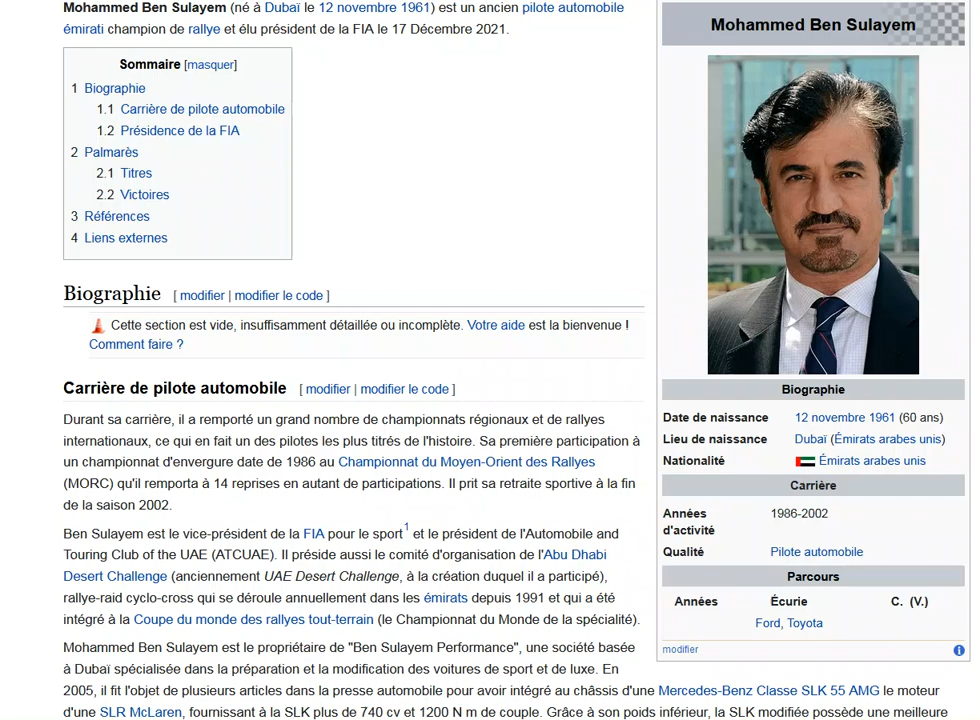 Mohammed Ben Sulayem (né à Dubaï le 12 novembre 1961) est un ancien pilote automobile
émirati champion de rallye et élu président de la FIA le 17 Décembre 2021.
Sommaire [masquer]
1 Biographie
1.1 Carrière de pilote automobile
1.2 Présidence de la FIA
2 Palmarès
2.1 Titres
2.2 Victoires
3 Références
4 Liens externes
Biographie [ modifier | modifier le code ]
Cette section est vide, insuffisamment détaillée ou incomplète. Votre aide est la bienvenue !
Comment faire ?
Carrière de pilote automobile [ modifier | modifier le code ]
Durant sa carrière, il a remporté un grand nombre de championnats régionaux et de rallyes
internationaux, ce qui en fait un des pilotes les plus titrés de l'histoire. Sa première participation à
un championnat d'envergure date de 1986 au Championnat du Moyen-Orient des Rallyes
(MORC) qu'il remporta à 14 reprises en autant de participations. Il prit sa retraite sportive à la fin
de la saison 2002.
Ben Sulayem est le vice-président de la FIA pour le sport1 et le président de l'Automobile and
Touring Club of the UAE (ATCUAE). Il préside aussi le comité d'organisation de l'Abu Dhabi
Desert Challenge (anciennement UAE Desert Challenge, à la création duquel il a participé),
rallye-raid cyclo-cross qui se déroule annuellement dans les émirats depuis 1991 et qui a été
intégré à la Coupe du monde des rallyes tout-terrain (le Championnat du Monde de la spécialité).
Mohammed Ben Sulayem est le propriétaire de "Ben Sulayem Performance", une société basée
à Dubaï spécialisée dans la préparation et la modification des voitures de sport et de luxe. En
2005, il fit l'objet de plusieurs articles dans la presse automobile pour avoir intégré au châssis d'une Mercedes-Benz Classe SLK 55 AMG le moteur
d'une SLR McLaren, fournissant à la SLK plus de 740 cv et 1200 N m de couple. Grâce à son poids inférieur, la SLK modifiée possède une meilleure
Mohammed Ben Sulayem
Biographie
Date de naissance 12 novembre 1961 (60 ans)
Lieu de naissance Dubaï (Émirats arabes unis)
Nationalité Émirats arabes unis
Carrière
Années 1986-2002
d'activité
Qualité Pilote automobile
Parcours
Années Écurie C. (V.)
Ford, Toyota
modifier